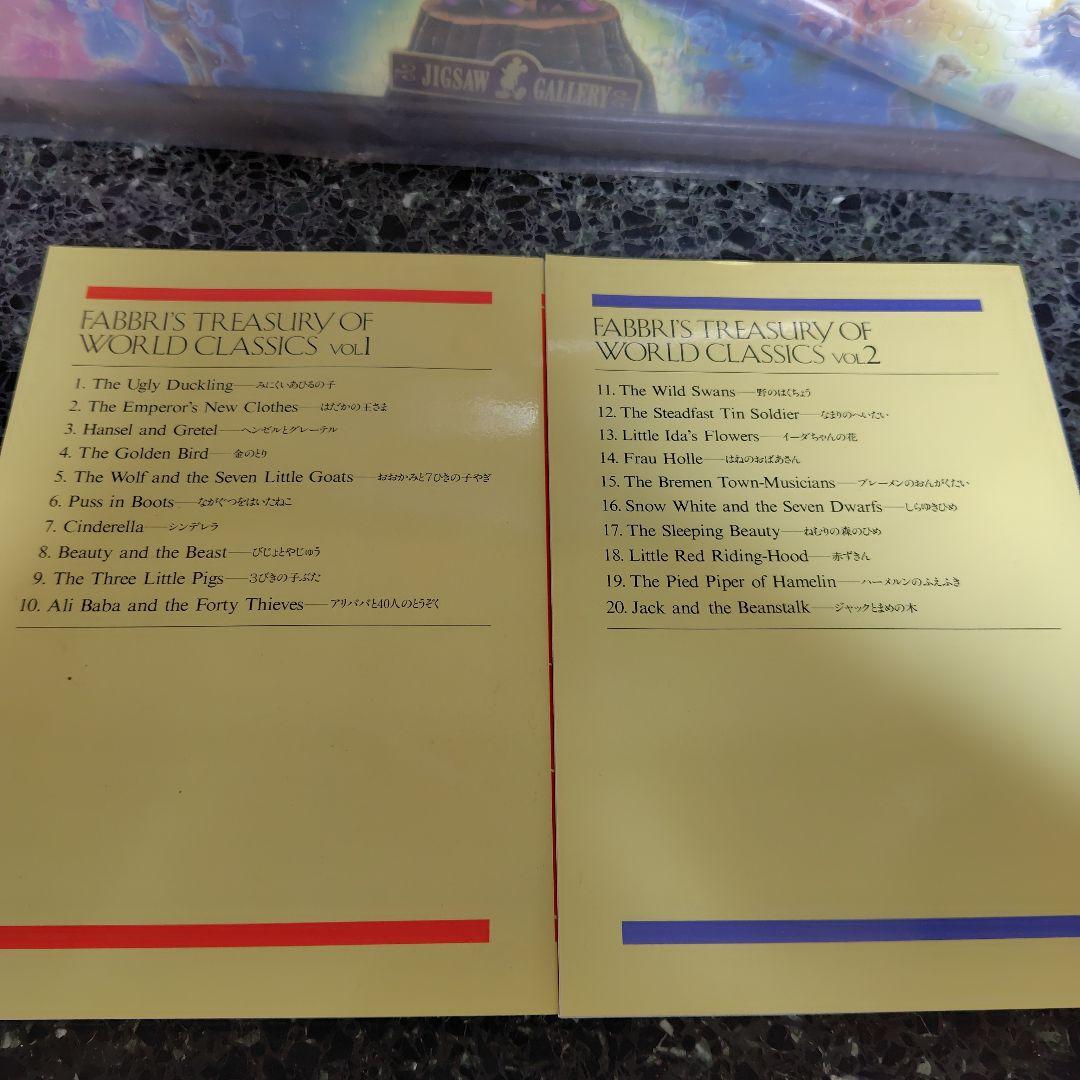 JIGSAW GALLERY
FABBRI'S TREASURY OF
WORLD CLASSICS VOL1
1. The Ugly Duckling——みにくいあひるの子
2. The Emperor's New Clothes——はだかの王さま
3. Hansel and Gretel——ヘンゼルとグレーテル
4. The Golden Bird——金のとり
5. The Wolf and the Seven Little Goats——おおかみと7ひきの子やぎ
6. Puss in Boots——ながぐつをはいたねこ
7. Cinderella——シンデレラ
8. Beauty and the Beast——びじょとやじゅう
9. The Three Little Pigs——3びきの子ぶた
10. Ali Baba and the Forty Thieves——アリババと40人のとうぞく
FABBRI'S TREASURY OF
WORLD CLASSICS VOL2
11. The Wild Swans——野のはくちょう
12. The Steadfast Tin Soldier——なまりのへいたい
13. Little Ida's Flowers——イーダちゃんの花
14. Frau Holle——はねのおばあさん
15. The Bremen Town-Musicians——ブレーメンのおんがくたい
16. Snow White and the Seven Dwarfs——しらゆきひめ
17. The Sleeping Beauty——ねむりの森のひめ
18. Little Red Riding-Hood——赤ずきん
19. The Pied Piper of Hamelin——ハーメルンのふえふき
20. Jack and the Beanstalk——ジャックとまめの木